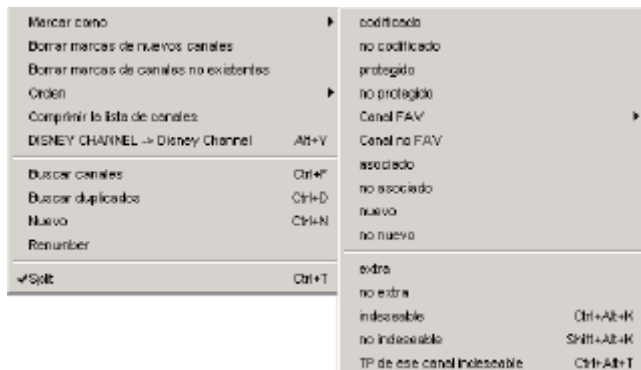 Marcar como
Borrar marcas de nuevos canales
Borrar marcas de canales no existentes
Orden
Comprimir la lista de canales
DISNEY CHANNEL -> Disney Channel Alt+V
Buscar canales Ctrl+F
Buscar duplicados Ctrl+D
Nuevo Ctrl+N
Renumber
Split Ctrl+T
codificado
no codificado
protegido
no protegido
Canal FAV
Canal no FAV
asociado
no asociado
nuevo
no nuevo
extra
no extra
indeseable Ctrl+Alt+K
no indeseable Shift+Alt+K
TP de ese canal indeseable Ctrl+Alt+T